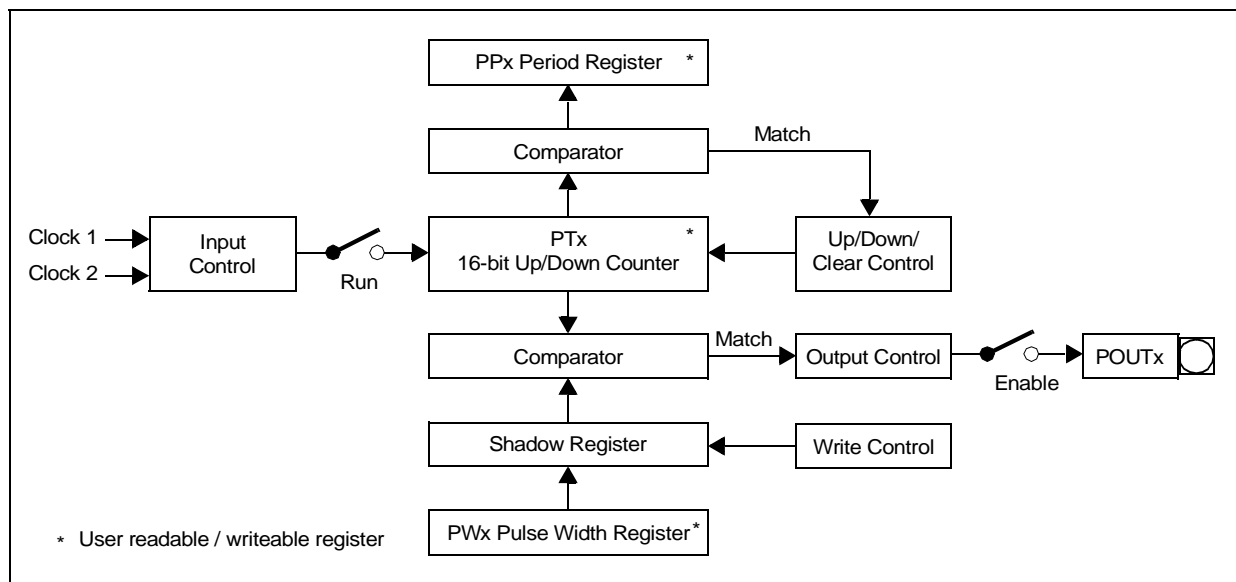 PPx Period Register *
Comparator
Match
Clock 1
Clock 2
Input
Control
Run
PTx *
16-bit Up/Down Counter
Up/Down/
Clear Control
Comparator
Match
Output Control
Enable
POUTx
Shadow Register
Write Control
PWx Pulse Width Register *
* User readable / writeable register